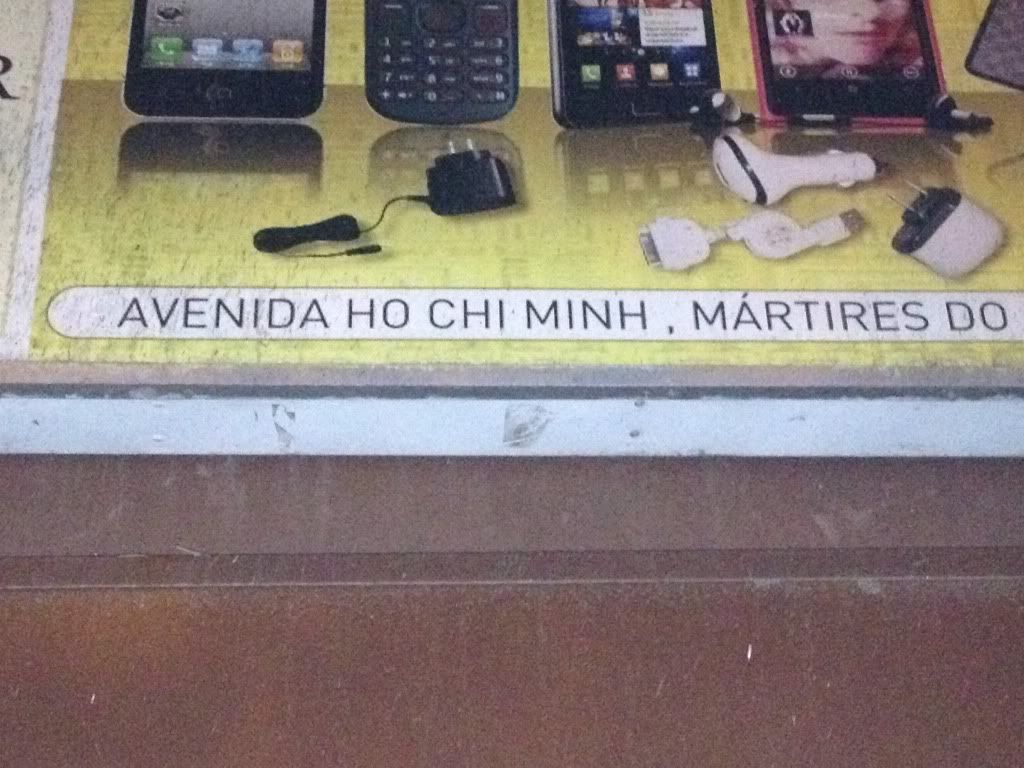 R
AVENIDA HO CHI MINH , MÁRTIRES DO